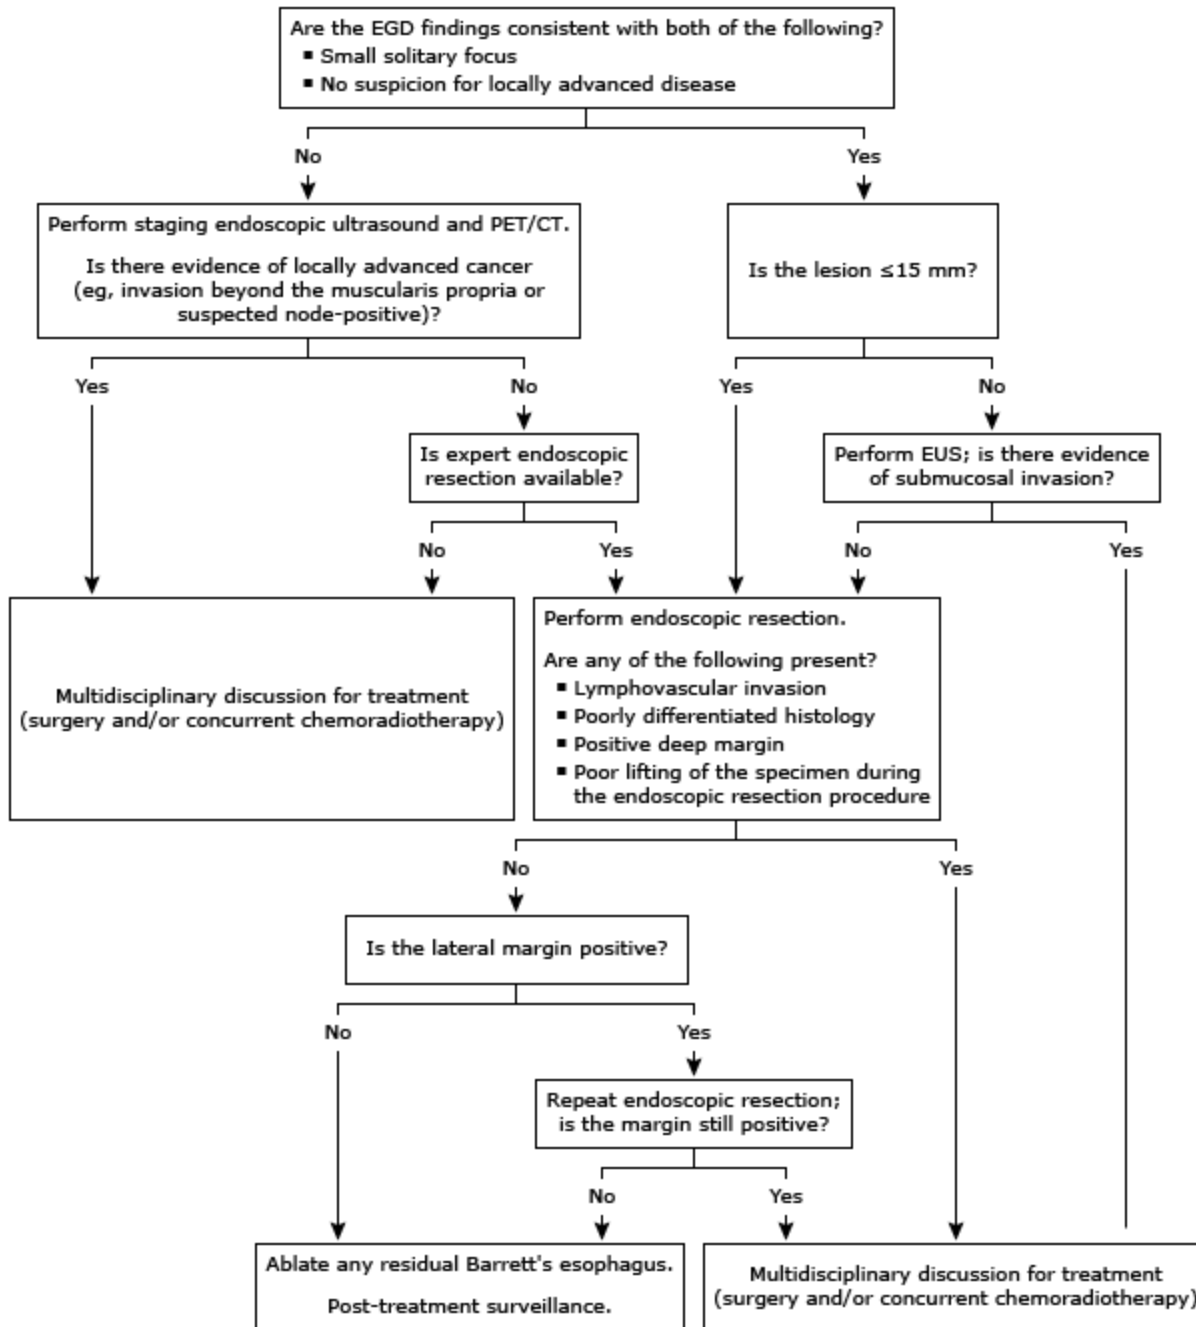 Are the EGD findings consistent with both of the following?
▪ Small solitary focus
▪ No suspicion for locally advanced disease
No
Yes
Perform staging endoscopic ultrasound and PET/CT.
Is there evidence of locally advanced cancer
(eg, invasion beyond the muscularis propria or
suspected node-positive)?
Is the lesion ≤15 mm?
Yes
No
Yes
No
Is expert endoscopic
resection available?
Perform EUS; is there evidence
of submucosal invasion?
No
Yes
No
Yes
Multidisciplinary discussion for treatment
(surgery and/or concurrent chemoradiotherapy)
Perform endoscopic resection.
Are any of the following present?
▪ Lymphovascular invasion
▪ Poorly differentiated histology
▪ Positive deep margin
▪ Poor lifting of the specimen during
the endoscopic resection procedure
No
Yes
Is the lateral margin positive?
No
Yes
Repeat endoscopic resection;
is the margin still positive?
No
Yes
Ablate any residual Barrett's esophagus.
Post-treatment surveillance.
Multidisciplinary discussion for treatment
(surgery and/or concurrent chemoradiotherapy)